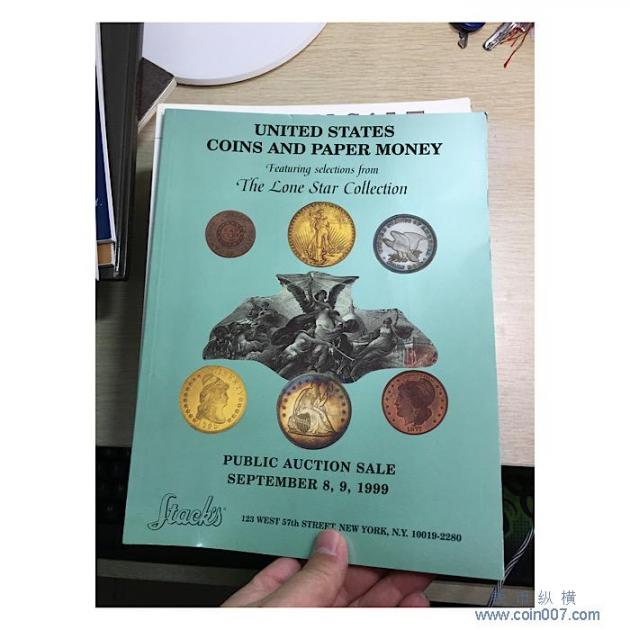 UNITED STATES
COINS AND PAPER MONEY
Featuring selections from
The Lone Star Collection
1877
PUBLIC AUCTION SALE
SEPTEMBER 8, 9, 1999
Stack's
123 WEST 57th STREET NEW YORK, N.Y. 10019-2280
纵横
www.coin007.com